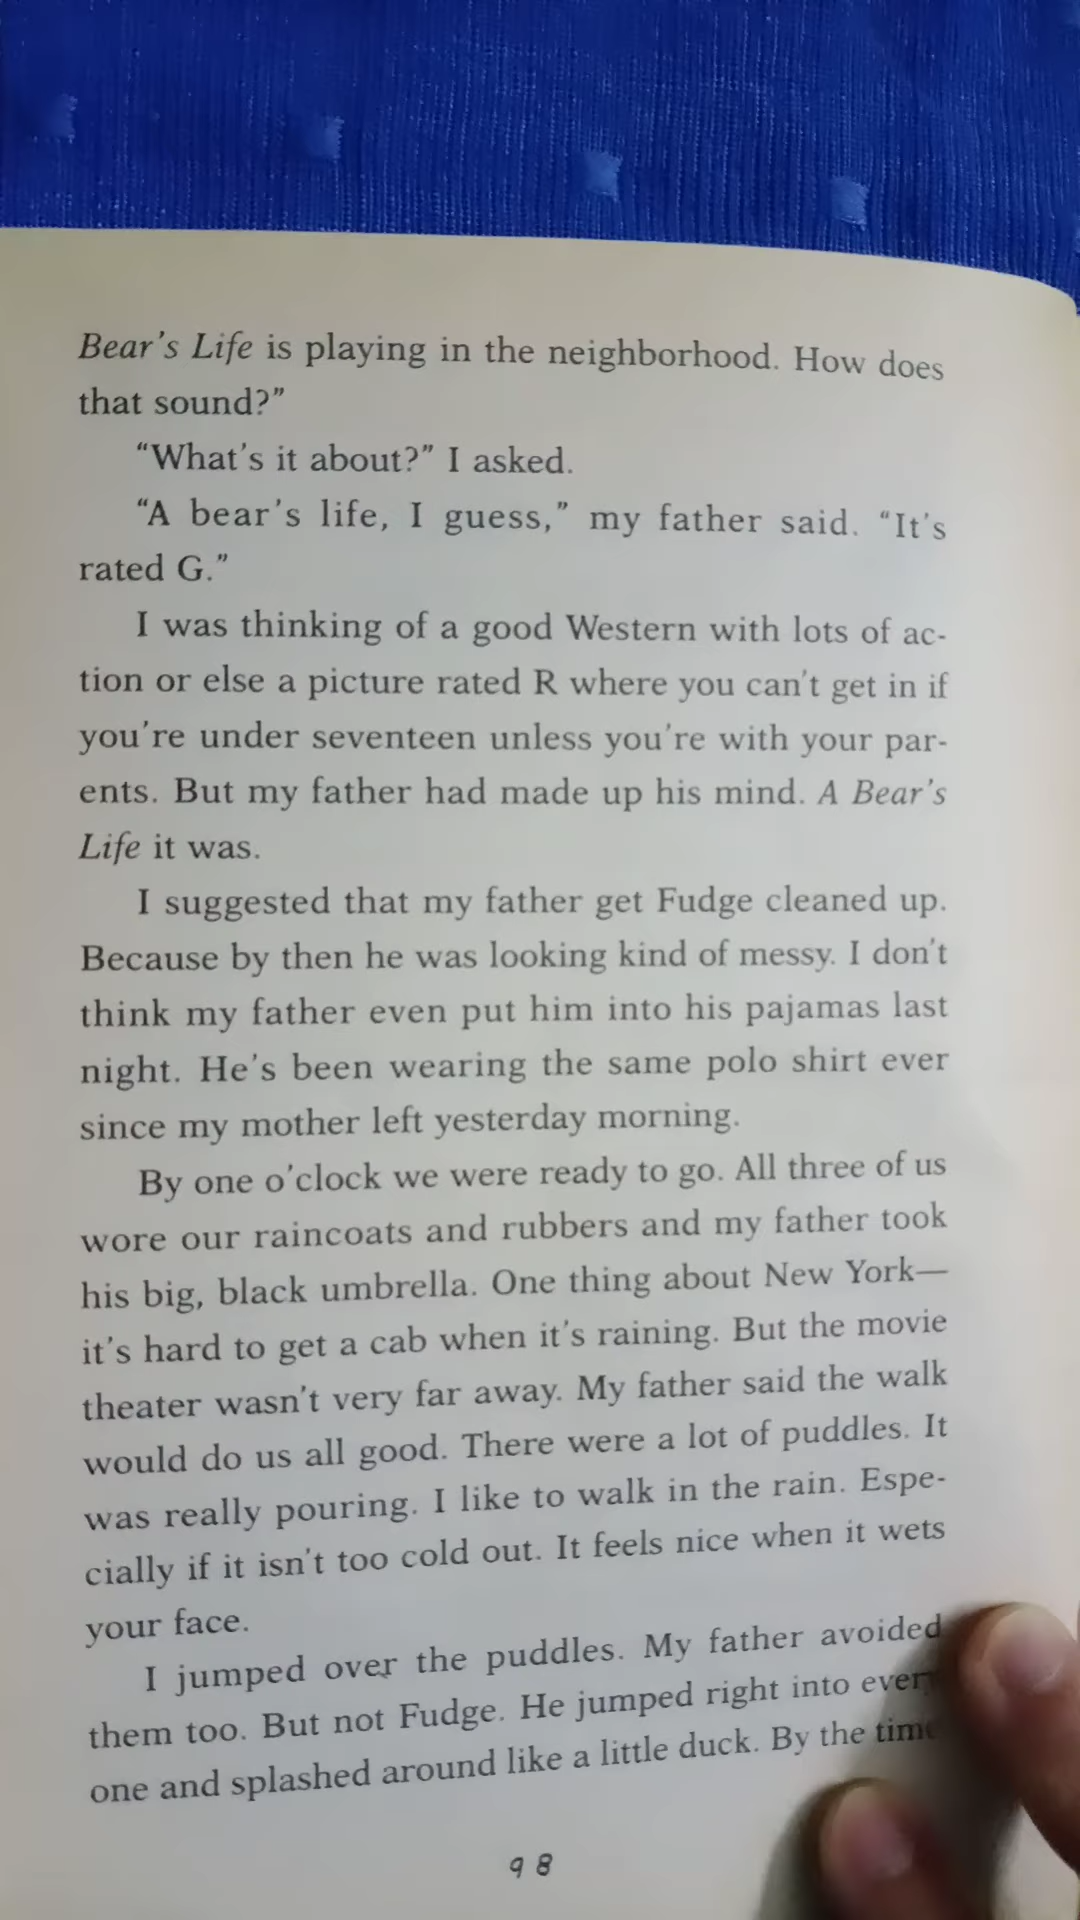 Bear's Life is playing in the neighborhood. How does
that sound?”
“What's it about?” I asked.
“A bear's life, I guess,” my father said. “It's
rated G.”
I was thinking of a good Western with lots of ac-
tion or else a picture rated R where you can't get in if
you're under seventeen unless you're with your par-
ents. But my father had made up his mind. A Bear's
Life it was.
I suggested that my father get Fudge cleaned up.
Because by then he was looking kind of messy. I don't
think my father even put him into his pajamas last
night. He's been wearing the same polo shirt ever
since my mother left yesterday morning.
By one o'clock we were ready to go. All three of us
wore our raincoats and rubbers and my father took
his big, black umbrella. One thing about New York—
it's hard to get a cab when it's raining. But the movie
theater wasn't very far away. My father said the walk
would do us all good. There were a lot of puddles. It
was really pouring. I like to walk in the rain. Espe-
cially if it isn't too cold out. It feels nice when it wets
your face.
I jumped over the puddles. My father avoided
them too. But not Fudge. He jumped right into every
one and splashed around like a little duck. By the time
98